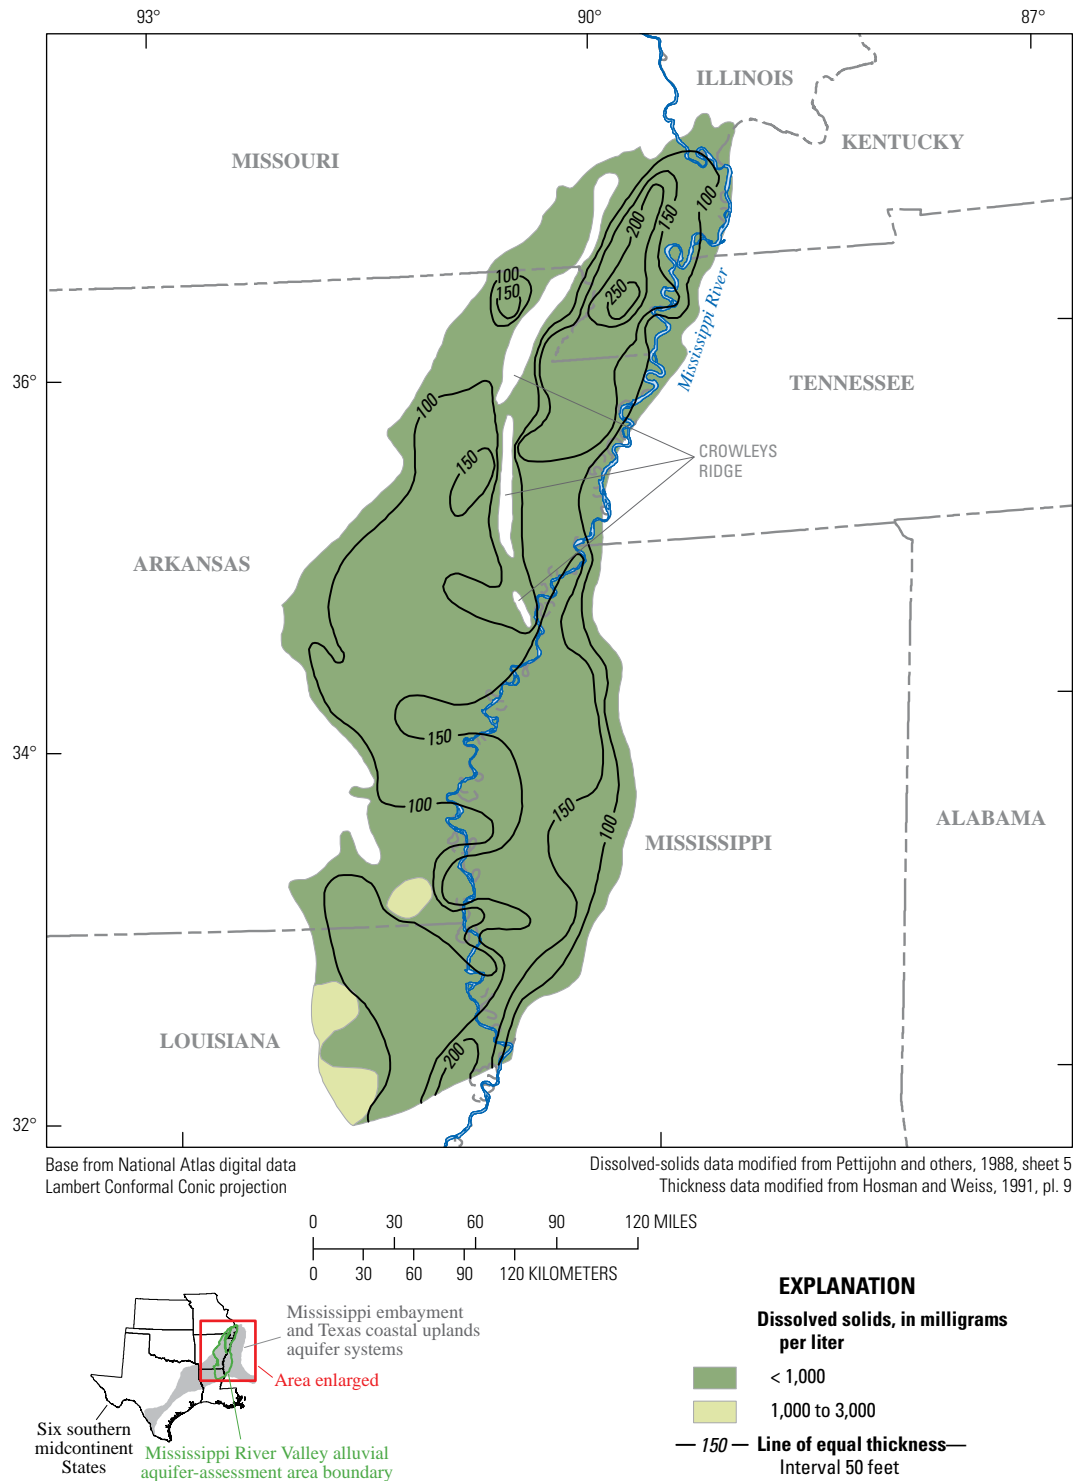 93°
90°
87°
ILLINOIS
KENTUCKY
MISSOURI
100
150
200
100
150
250
Mississippi River
36°
TENNESSEE
100
150
CROWLEYS
RIDGE
ARKANSAS
34°
150
100
150
100
MISSISSIPPI
ALABAMA
LOUISIANA
200
32°
Base from National Atlas digital data
Lambert Conformal Conic projection
Dissolved-solids data modified from Pettijohn and others, 1988, sheet 5
Thickness data modified from Hosman and Weiss, 1991, pl. 9
0 30 60 90 120 MILES
0 30 60 90 120 KILOMETERS
Mississippi embayment
and Texas coastal uplands
aquifer systems
Area enlarged
Six southern
midcontinent
States
Mississippi River Valley alluvial
aquifer-assessment area boundary
EXPLANATION
Dissolved solids, in milligrams
per liter
< 1,000
1,000 to 3,000
150 Line of equal thickness—
Interval 50 feet